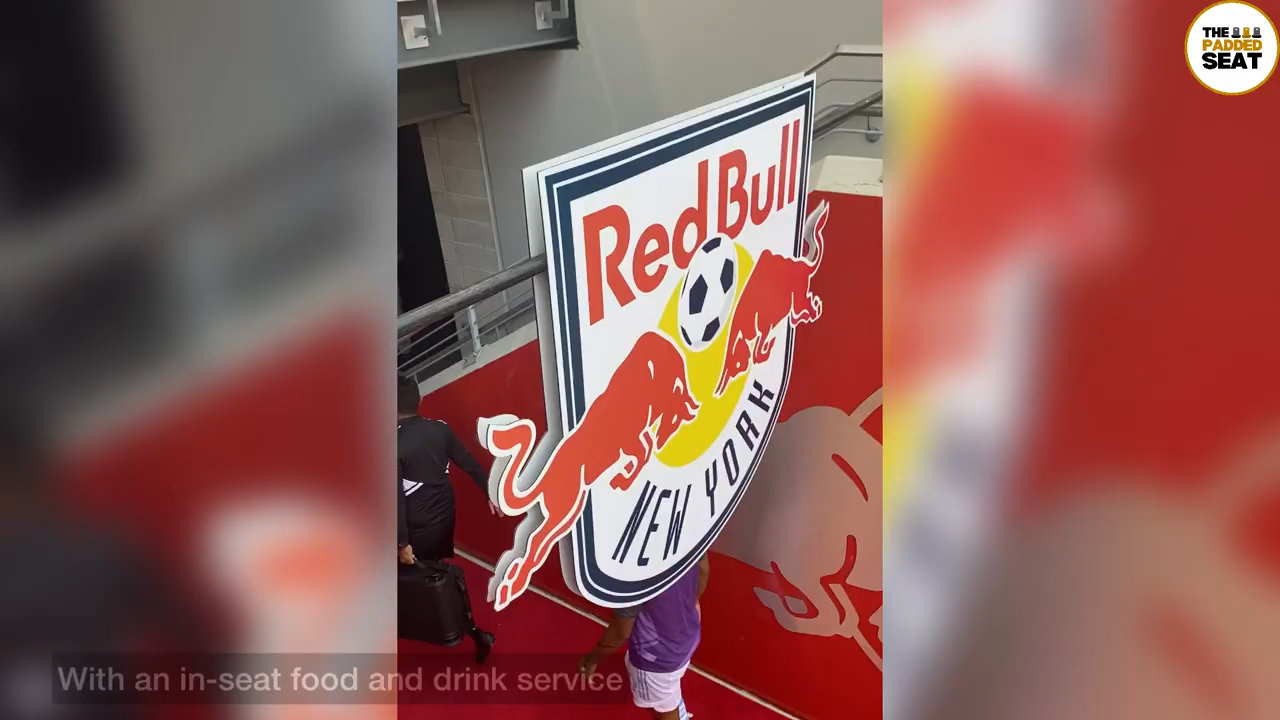 THE
PADDED
SEAT
Red Bull
NEW YORK
With an in-seat food and drink service